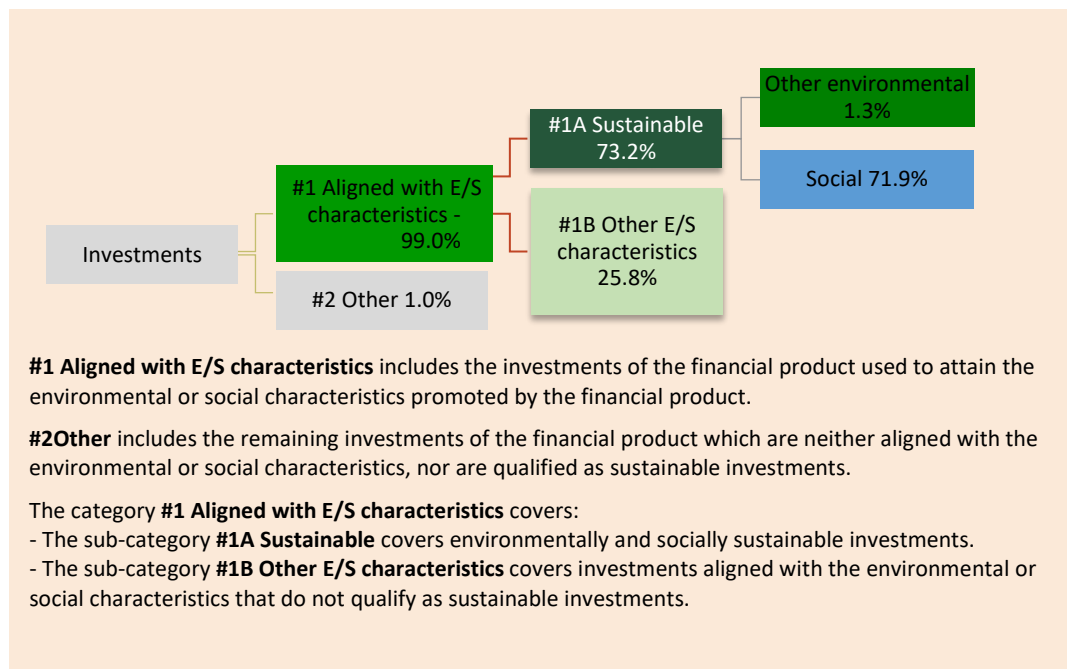 Investments
#1 Aligned with E/S
characteristics -
99.0%
#2 Other 1.0%
#1A Sustainable
73.2%
#1B Other E/S
characteristics
25.8%
Other environmental
1.3%
Social 71.9%
#1 Aligned with E/S characteristics includes the investments of the financial product used to attain the
environmental or social characteristics promoted by the financial product.
#2Other includes the remaining investments of the financial product which are neither aligned with the
environmental or social characteristics, nor are qualified as sustainable investments.
The category #1 Aligned with E/S characteristics covers:
- The sub-category #1A Sustainable covers environmentally and socially sustainable investments.
- The sub-category #1B Other E/S characteristics covers investments aligned with the environmental or
social characteristics that do not qualify as sustainable investments.